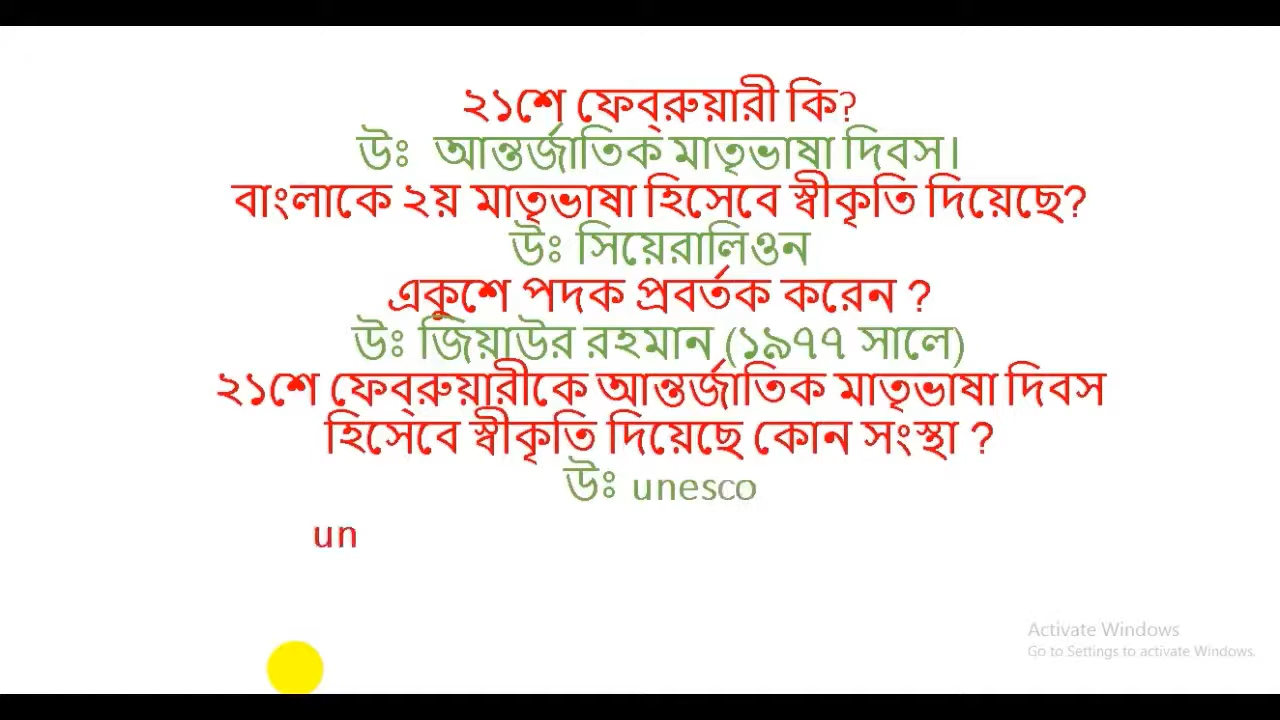 ২১শে ফেব্রুয়ারী কি?
উঃ আন্তর্জাতিক মাতৃভাষা দিবস।
বাংলাকে ২য় মাতৃভাষা হিসেবে স্বীকৃতি দিয়েছে?
উঃ সিয়েরালিওন
একুশে পদক প্রবর্তক করেন ?
উঃ জিয়াউর রহমান (১৯৭৭ সালে)
২১শে ফেব্রুয়ারীকে আন্তর্জাতিক মাতৃভাষা দিবস
হিসেবে স্বীকৃতি দিয়েছে কোন সংস্থা ?
উঃ unesco
un
Activate Windows
Go to Settings to activate Windows.